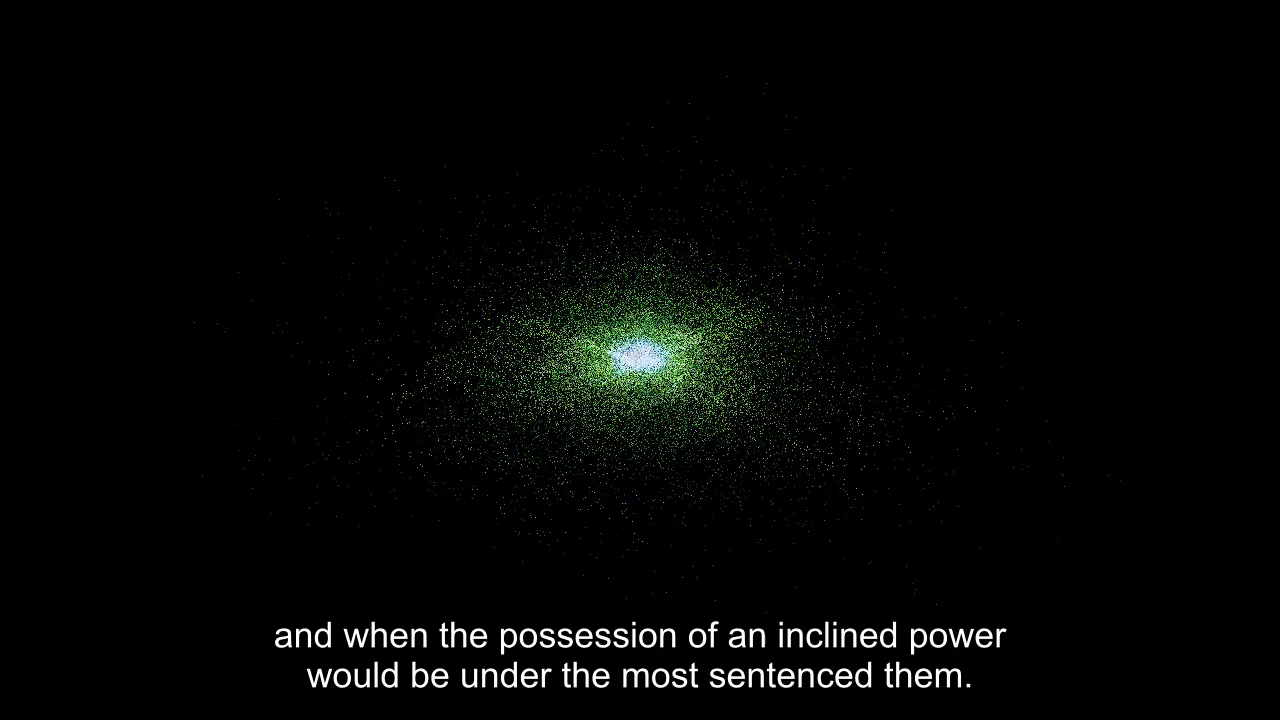 and when the possession of an inclined power
would be under the most sentenced them.